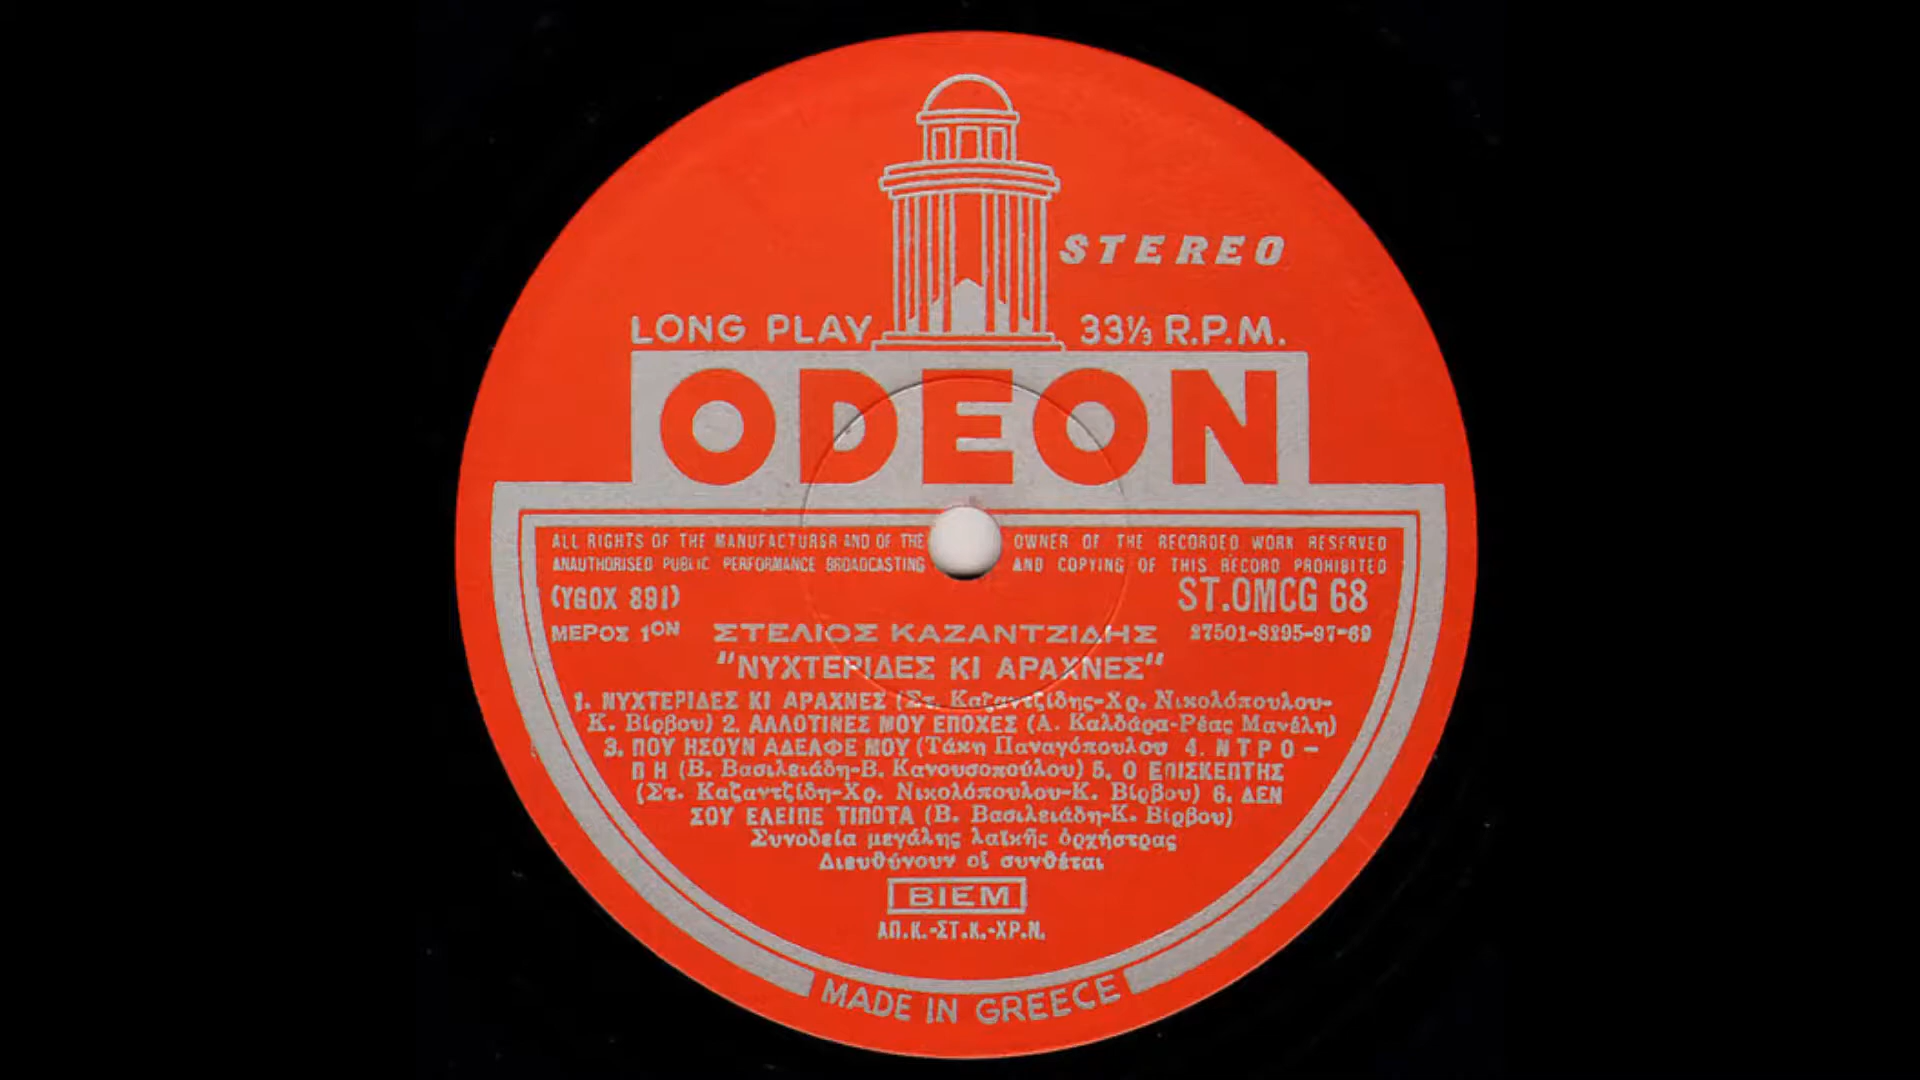 STEREO
LONG PLAY 33⅓ R.P.M.
ODEON
ALL RIGHTS OF THE MANUFACTURER AND OF THE OWNER OF THE RECORDED WORK RESERVED
ANAUTHORISED PUBLIC PERFORMANCE BROADCASTING AND COPYING OF THIS RECORD PROHIBITED
(YGOX 891) ST.OMCG 68
ΜΕΡΟΣ 1ΟΝ ΣΤΕΛΙΟΣ ΚΑΖΑΝΤΖΙΔΗΣ 27501-8295-97-69
"ΝΥΧΤΕΡΙΔΕΣ ΚΙ ΑΡΑΧΝΕΣ"
1. ΝΥΧΤΕΡΙΔΕΣ ΚΙ ΑΡΑΧΝΕΣ (Στ. Καζαντζίδης-Χρ. Νικολόπουλου-
Κ. Βίρβου) 2. ΑΛΛΟΤΙΝΕΣ ΜΟΥ ΕΠΟΧΕΣ (Α. Καλδάρα-Ρέας Μανέλη)
3. ΠΟΥ ΗΣΟΥΝ ΑΔΕΛΦΕ ΜΟΥ (Τάκη Παναγόπουλου 4. ΝΤΡΟ-
ΠΗ (Β. Βασιλειάδη-Β. Κανουσοπούλου) 5. Ο ΕΠΙΣΚΕΠΤΗΣ
(Στ. Καζαντζίδη-Χρ. Νικολόπουλου-Κ. Βίρβου) 6. ΔΕΝ
ΣΟΥ ΕΛΕΙΠΕ ΤΙΠΟΤΑ (Β. Βασιλειάδη-Κ. Βίρβου)
Συνοδεία μεγάλης λαϊκῆς ὀρχήστρας
Διευθύνουν οἱ συνθέται
BIEM
ΑΠ.Κ.-ΣΤ.Κ.-ΧΡ.Ν.
MADE IN GREECE